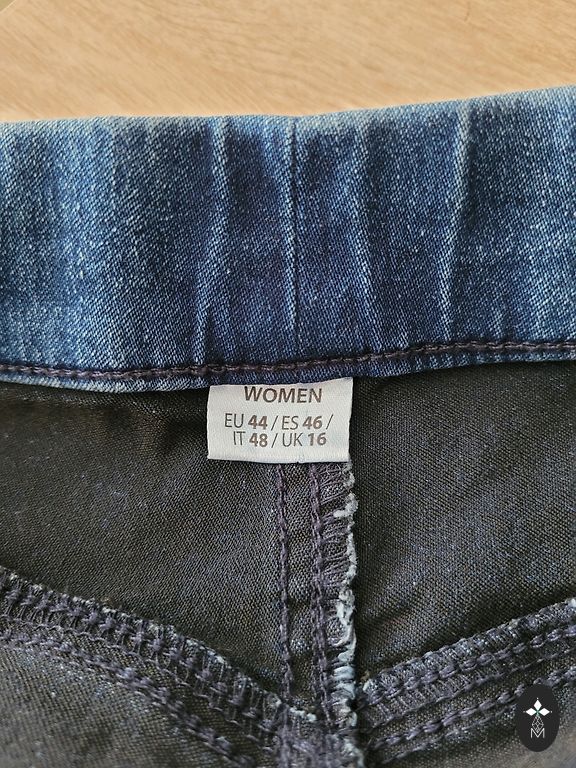 WOMEN
EU 44 / ES 46 /
IT 48 / UK 16
M